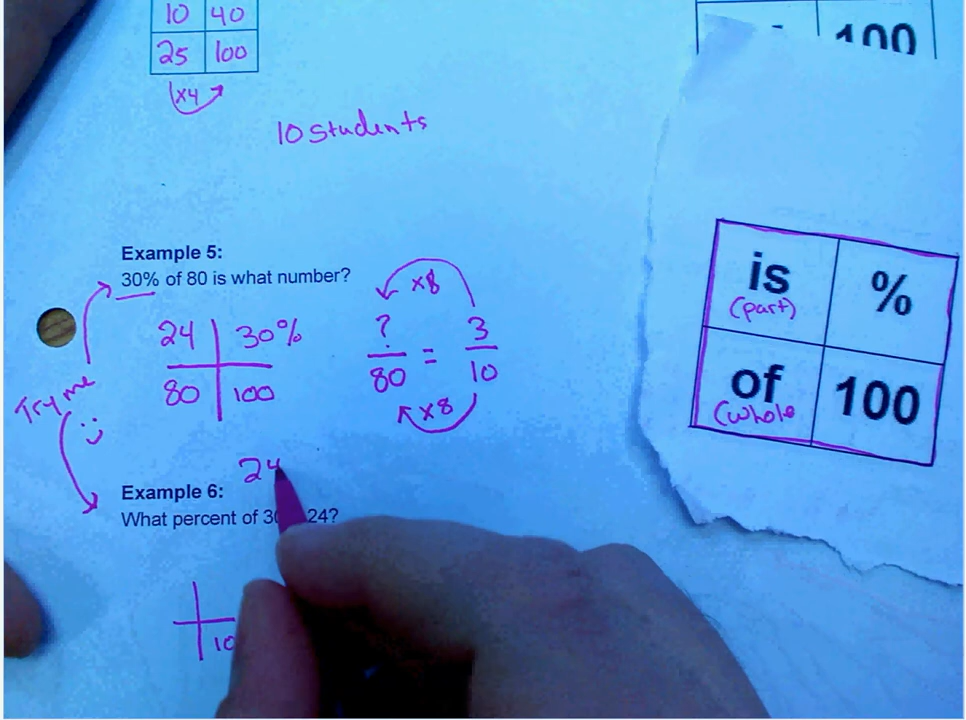 10 40
25 100
x4
10 students
100
Example 5:
30% of 80 is what number?
Try me
24 30%
80 100
x8
? = 3
80 10
x8
is %
(part)
of 100
(whole
24
Example 6:
What percent of 24?
10